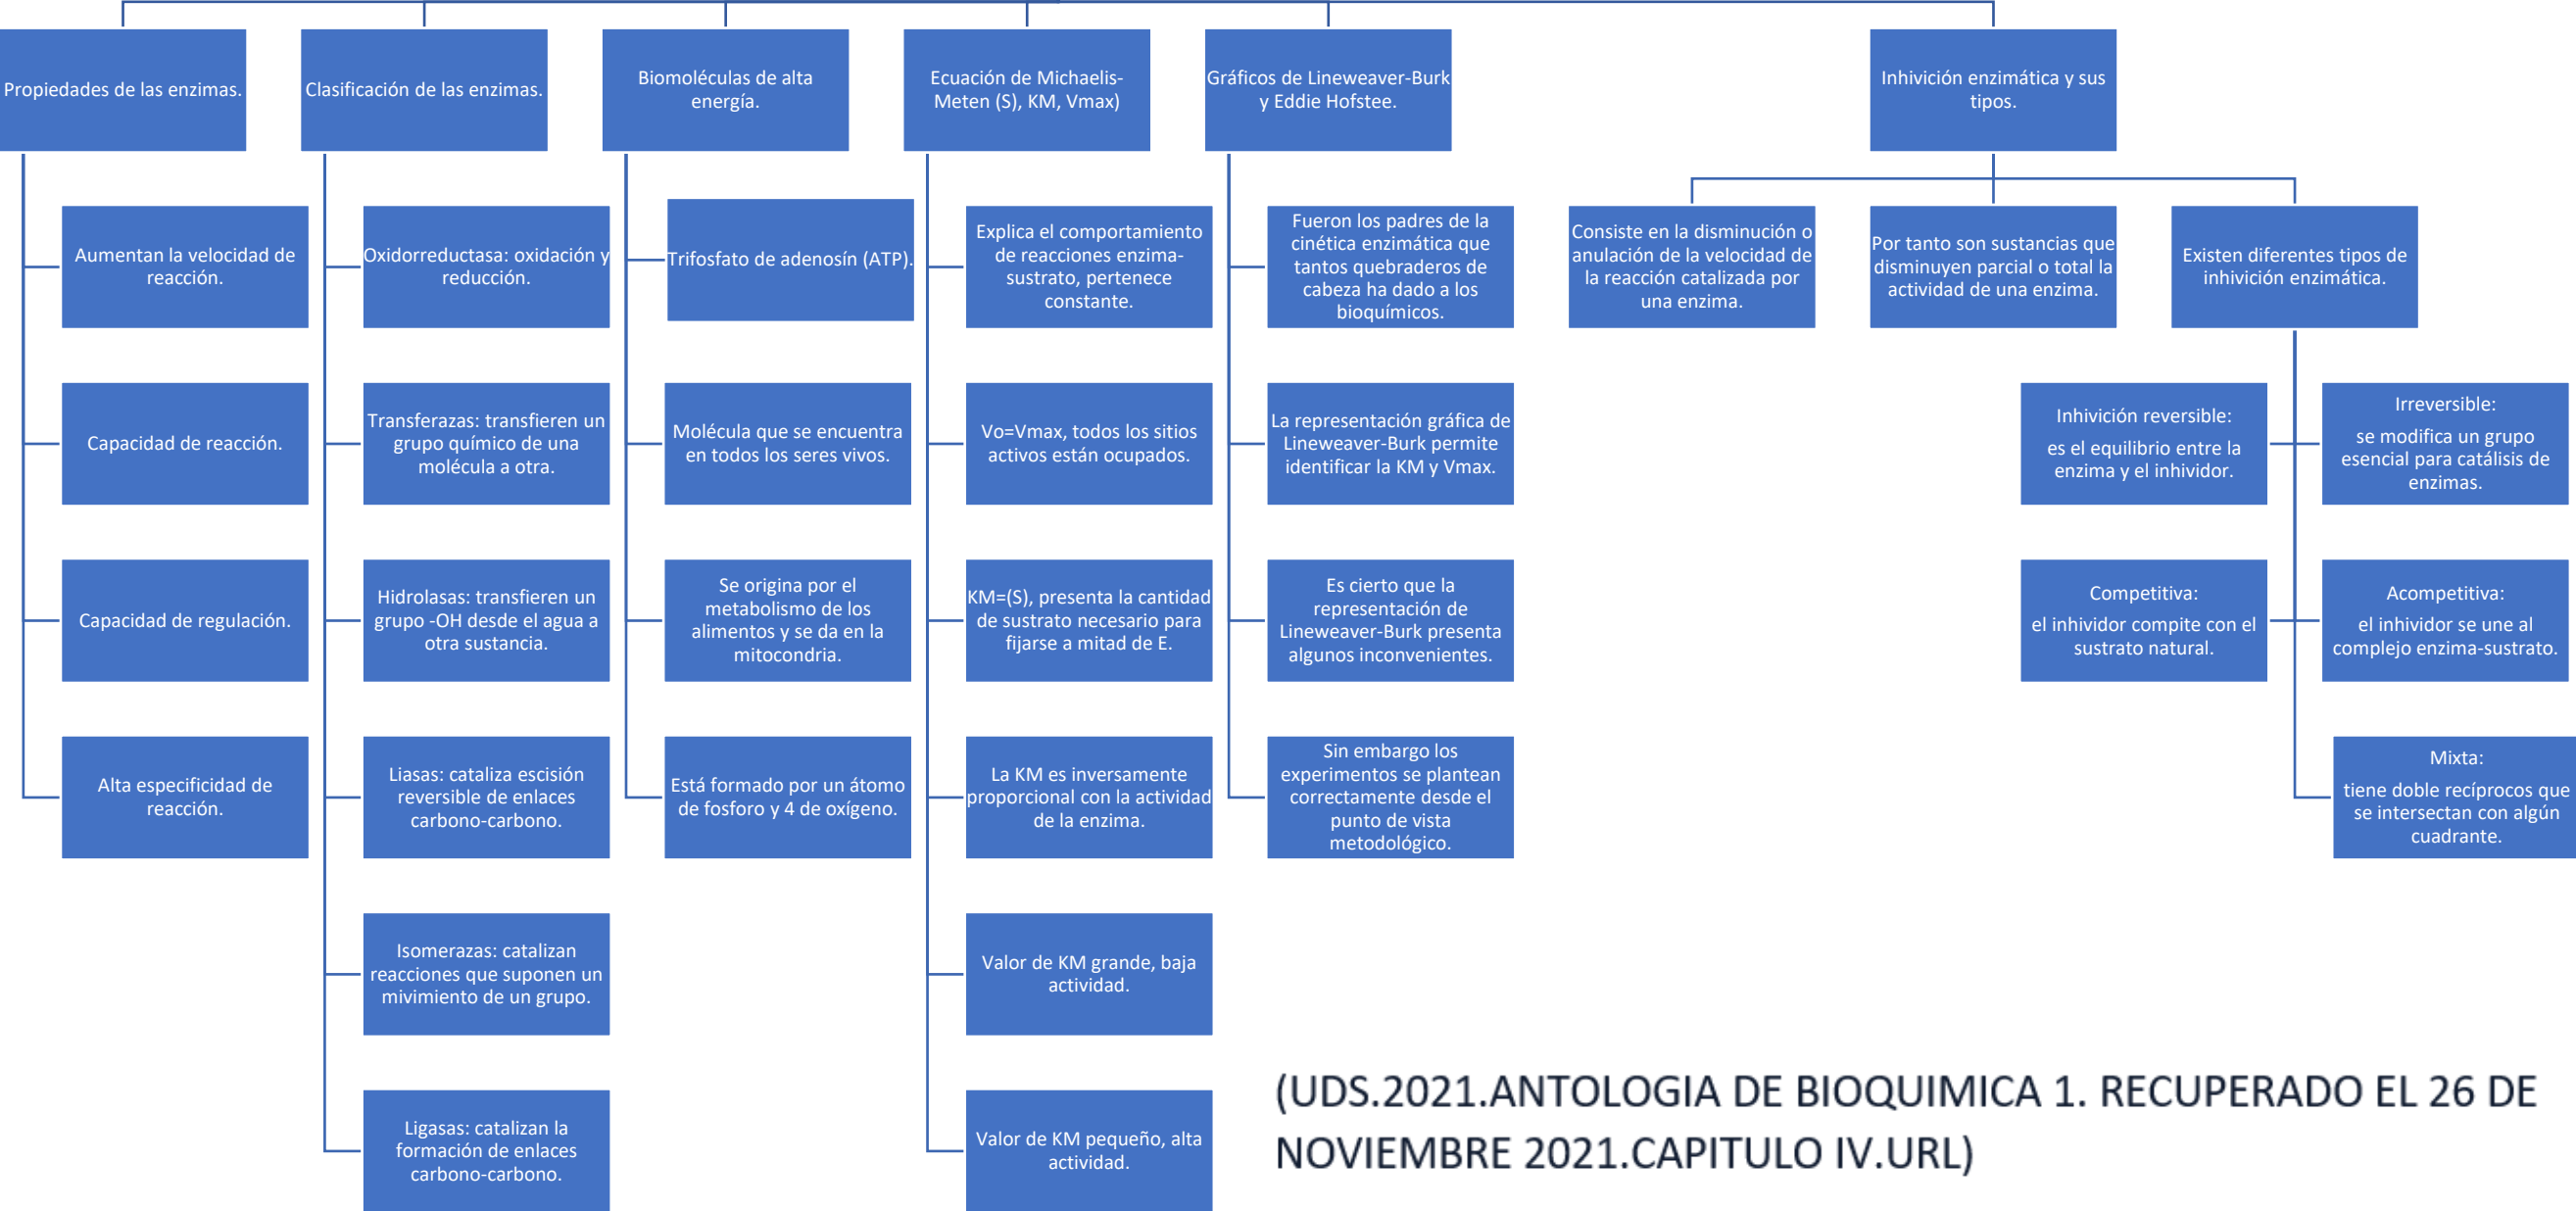 Propiedades de las enzimas.
Aumentan la velocidad de
reacción.
Capacidad de reacción.
Capacidad de regulación.
Alta especificidad de
reacción.
Clasificación de las enzimas.
Oxidorreductasa: oxidación y
reducción.
Transferazas: transfieren un
grupo químico de una
molécula a otra.
Hidrolasas: transfieren un
grupo -OH desde el agua a
otra sustancia.
Liasas: cataliza escisión
reversible de enlaces
carbono-carbono.
Isomerazas: catalizan
reacciones que suponen un
mivimiento de un grupo.
Ligasas: catalizan la
formación de enlaces
carbono-carbono.
Biomoléculas de alta
energía.
Trifosfato de adenosín (ATP).
Molécula que se encuentra
en todos los seres vivos.
Se origina por el
metabolismo de los
alimentos y se da en la
mitocondria.
Está formado por un átomo
de fosforo y 4 de oxígeno.
Ecuación de Michaelis-
Meten (S), KM, Vmax)
Explica el comportamiento
de reacciones enzima-
sustrato, pertenece
constante.
Vo=Vmax, todos los sitios
activos están ocupados.
KM=(S), presenta la cantidad
de sustrato necesario para
fijarse a mitad de E.
La KM es inversamente
proporcional con la actividad
de la enzima.
Valor de KM grande, baja
actividad.
Valor de KM pequeño, alta
actividad.
Gráficos de Lineweaver-Burk
y Eddie Hofstee.
Fueron los padres de la
cinética enzimática que
tantos quebraderos de
cabeza ha dado a los
bioquímicos.
La representación gráfica de
Lineweaver-Burk permite
identificar la KM y Vmax.
Es cierto que la
representación de
Lineweaver-Burk presenta
algunos inconvenientes.
Sin embargo los
experimentos se plantean
correctamente desde el
punto de vista
metodológico.
Inhivición enzimática y sus
tipos.
Consiste en la disminución o
anulación de la velocidad de
la reacción catalizada por
una enzima.
Por tanto son sustancias que
disminuyen parcial o total la
actividad de una enzima.
Existen diferentes tipos de
inhivición enzimática.
Inhivición reversible:
es el equilibrio entre la
enzima y el inhividor.
Irreversible:
se modifica un grupo
esencial para catálisis de
enzimas.
Competitiva:
el inhividor compite con el
sustrato natural.
Acompetitiva:
el inhividor se une al
complejo enzima-sustrato.
Mixta:
tiene doble recíprocos que
se intersectan con algún
cuadrante.
(UDS.2021.ANTOLOGIA DE BIOQUIMICA 1. RECUPERADO EL 26 DE
NOVIEMBRE 2021.CAPITULO IV.URL)